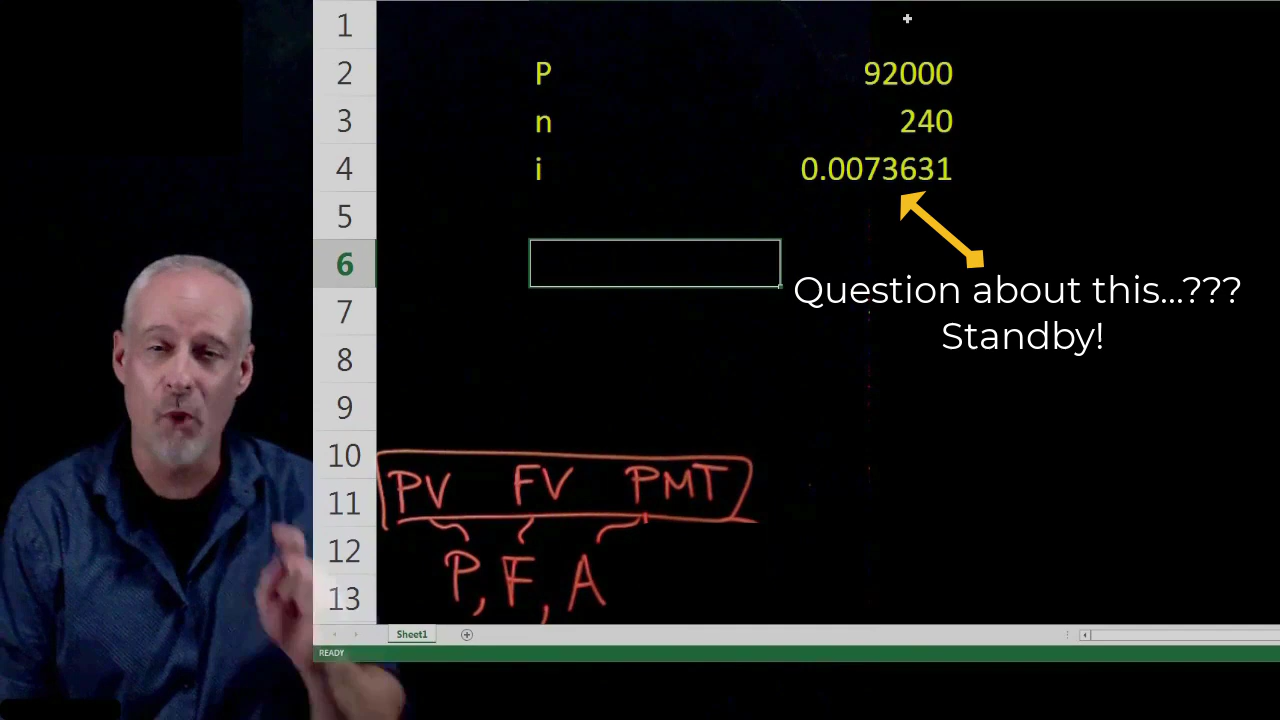 1
2 P 92000
3 n 240
4 i 0.0073631
5
6
7
Question about this...???
Standby!
8
9
10
PV FV PMT
11
12
P, F, A
13
Sheet1
READY